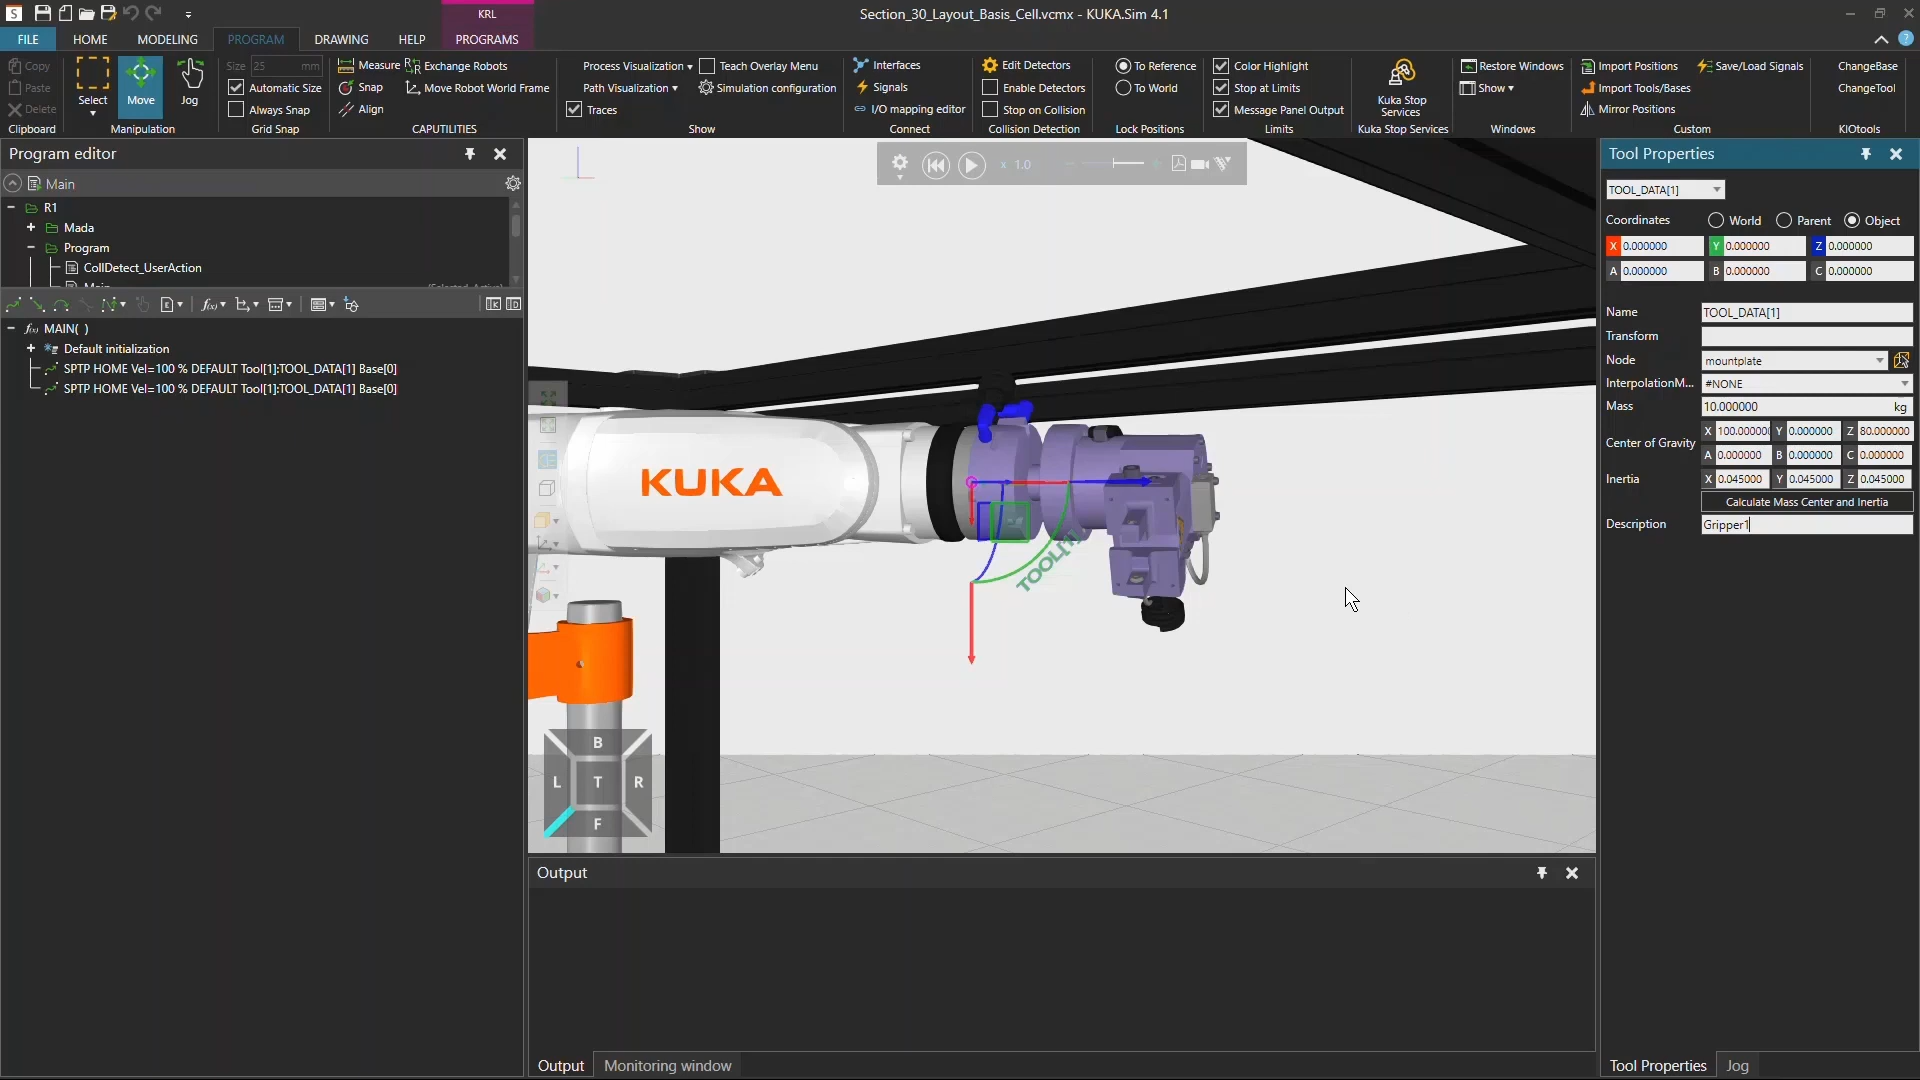 Section_30_Layout_Basis_Cell.vcmx - KUKA.Sim 4.1
KRL
FILE HOME MODELING PROGRAM DRAWING HELP PROGRAMS
Copy
Paste
Delete
Clipboard
Select
Move
Jog
Manipulation
Size 25 mm
Automatic Size
Always Snap
Grid Snap
Measure
Snap
Align
Exchange Robots
Move Robot World Frame
CAPUTILITIES
Process Visualization
Path Visualization
Traces
Teach Overlay Menu
Simulation configuration
Show
Interfaces
Signals
I/O mapping editor
Connect
Edit Detectors
Enable Detectors
Stop on Collision
Collision Detection
To Reference
To World
Lock Positions
Color Highlight
Stop at Limits
Message Panel Output
Limits
Kuka Stop
Services
Kuka Stop Services
Restore Windows
Show
Windows
Import Positions
Import Tools/Bases
Mirror Positions
Save/Load Signals
Custom
ChangeBase
ChangeTool
KIOtools
Program editor
Main
R1
Mada
Program
CollDetect_UserAction
MAIN( )
Default initialization
SPTP HOME Vel=100 % DEFAULT Tool[1]:TOOL_DATA[1] Base[0]
SPTP HOME Vel=100 % DEFAULT Tool[1]:TOOL_DATA[1] Base[0]
x 1.0
KUKA
TOOL[1]
B
L T R
F
Output
Output Monitoring window
Tool Properties
TOOL_DATA[1]
Coordinates World Parent Object
X 0.000000 Y 0.000000 Z 0.000000
A 0.000000 B 0.000000 C 0.000000
Name TOOL_DATA[1]
Transform
Node mountplate
InterpolationM... #NONE
Mass 10.000000 kg
Center of Gravity X 100.000000 Y 0.000000 Z 80.000000
A 0.000000 B 0.000000 C 0.000000
Inertia X 0.045000 Y 0.045000 Z 0.045000
Calculate Mass Center and Inertia
Description Gripper1
Tool Properties Jog